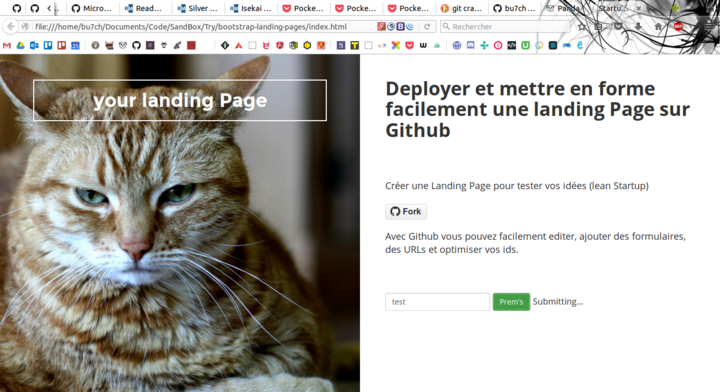 Micro...
Read...
Silver ...
Isekai ...
Pocke...
Pocke...
Pocke...
git cra...
bu7ch ...
Panda
Startu...
file:///home/bu7ch/Documents/Code/SandBox/Try/bootstrap-landing-pages/index.html
Rechercher
your landing Page
Deployer et mettre en forme
facilement une landing Page sur
Github
Créer une Landing Page pour tester vos idées (lean Startup)
Fork
Avec Github vous pouvez facilement editer, ajouter des formulaires,
des URLs et optimiser vos ids.
test
Prem's
Submitting...